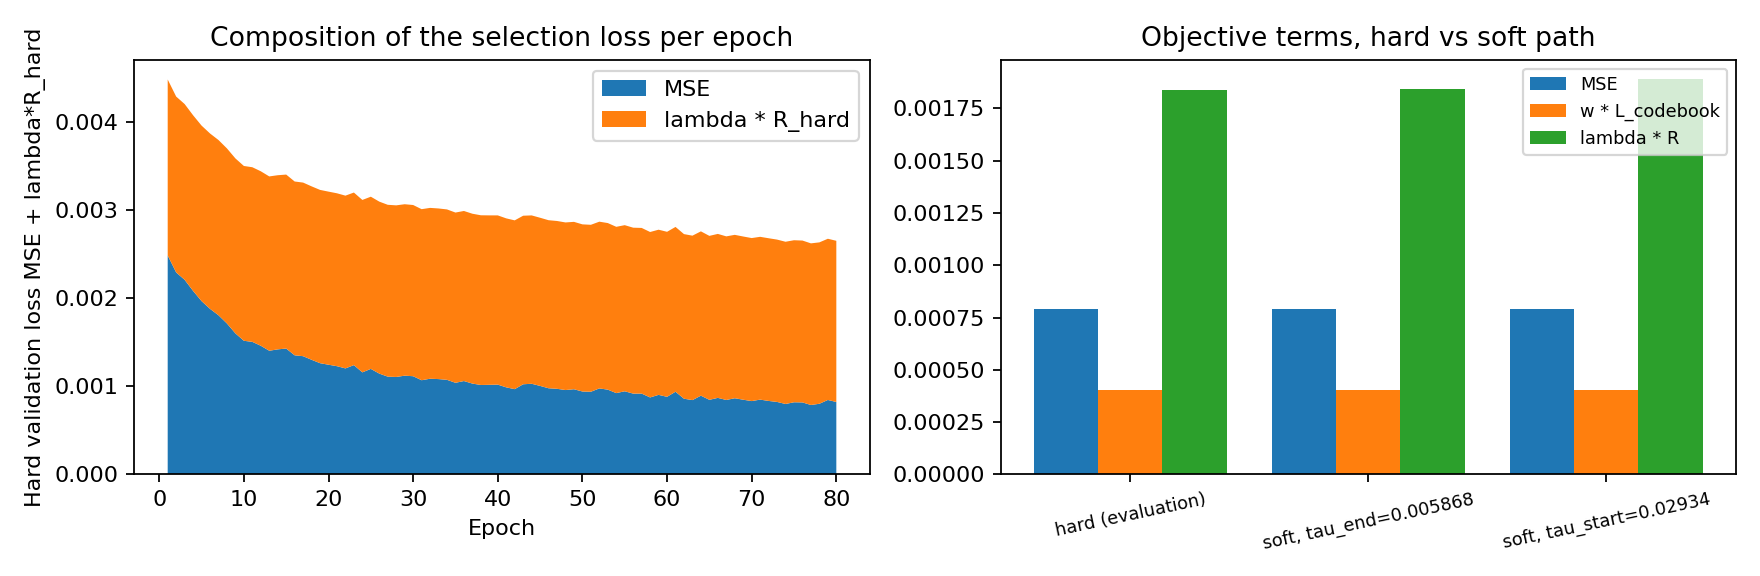 Composition of the selection loss per epoch
Hard validation loss MSE + lambda*R_hard
0.004
0.003
0.002
0.001
0.000
MSE
lambda * R_hard
0 10 20 30 40 50 60 70 80
Epoch
Objective terms, hard vs soft path
0.00175
0.00150
0.00125
0.00100
0.00075
0.00050
0.00025
0.00000
MSE
w * L_codebook
lambda * R
hard (evaluation)
soft, tau_end=0.005868
soft, tau_start=0.02934